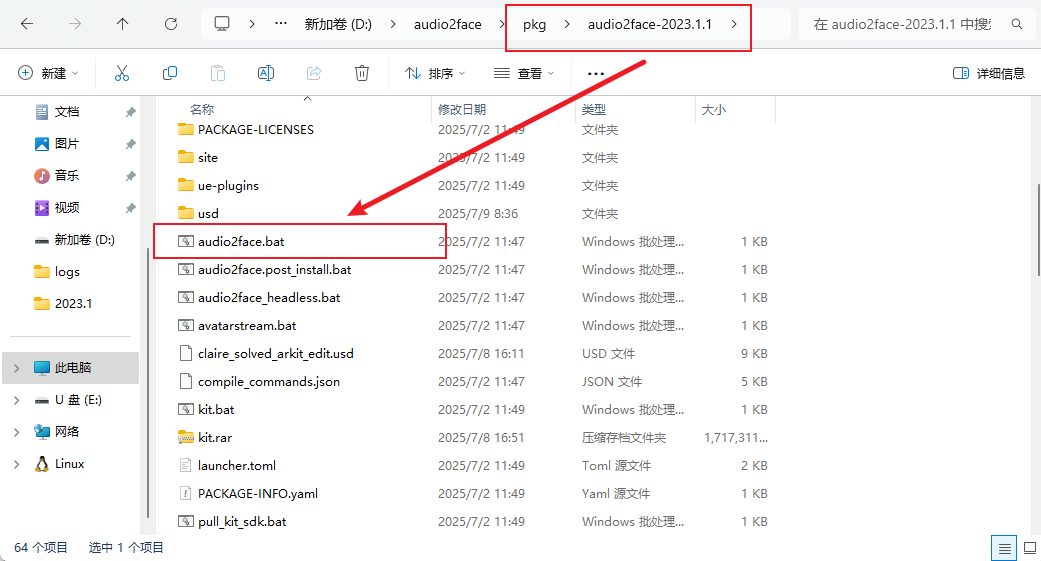 新加卷 (D:) audio2face pkg audio2face-2023.1.1
新建 排序 查看 详细信息
名称 修改日期 类型 大小
文档
图片
音乐
视频
新加卷 (D:)
logs
2023.1
此电脑
U 盘 (E:)
网络
Linux
PACKAGE-LICENSES 2025/7/2 11:49 文件夹
site 2025/7/2 11:49 文件夹
ue-plugins 2025/7/2 11:49 文件夹
usd 2025/7/9 8:36 文件夹
audio2face.bat 2025/7/2 11:47 Windows 批处理... 1 KB
audio2face.post_install.bat 2025/7/2 11:47 Windows 批处理... 1 KB
audio2face_headless.bat 2025/7/2 11:47 Windows 批处理... 1 KB
avatarstream.bat 2025/7/2 11:47 Windows 批处理... 1 KB
claire_solved_arkit_edit.usd 2025/7/8 16:11 USD 文件 9 KB
compile_commands.json 2025/7/2 11:47 JSON 文件 5 KB
kit.bat 2025/7/2 11:49 Windows 批处理... 1 KB
kit.rar 2025/7/8 16:51 压缩存档文件夹 1,717,311...
launcher.toml 2025/7/2 11:49 Toml 源文件 2 KB
PACKAGE-INFO.yaml 2025/7/2 11:49 Yaml 源文件 1 KB
pull_kit_sdk.bat 2025/7/2 11:49 Windows 批处理... 1 KB
64 个项目 选中 1 个项目
在 audio2face-2023.1.1 中